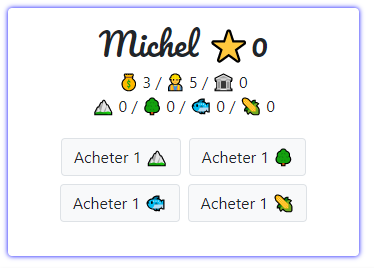 Michel ⭐ 0
💰 3 / 👷 5 / 🏛 0
⛰ 0 / 🌳 0 / 🐟 0 / 🌽 0
Acheter 1 ⛰ Acheter 1 🌳
Acheter 1 🐟 Acheter 1 🌽